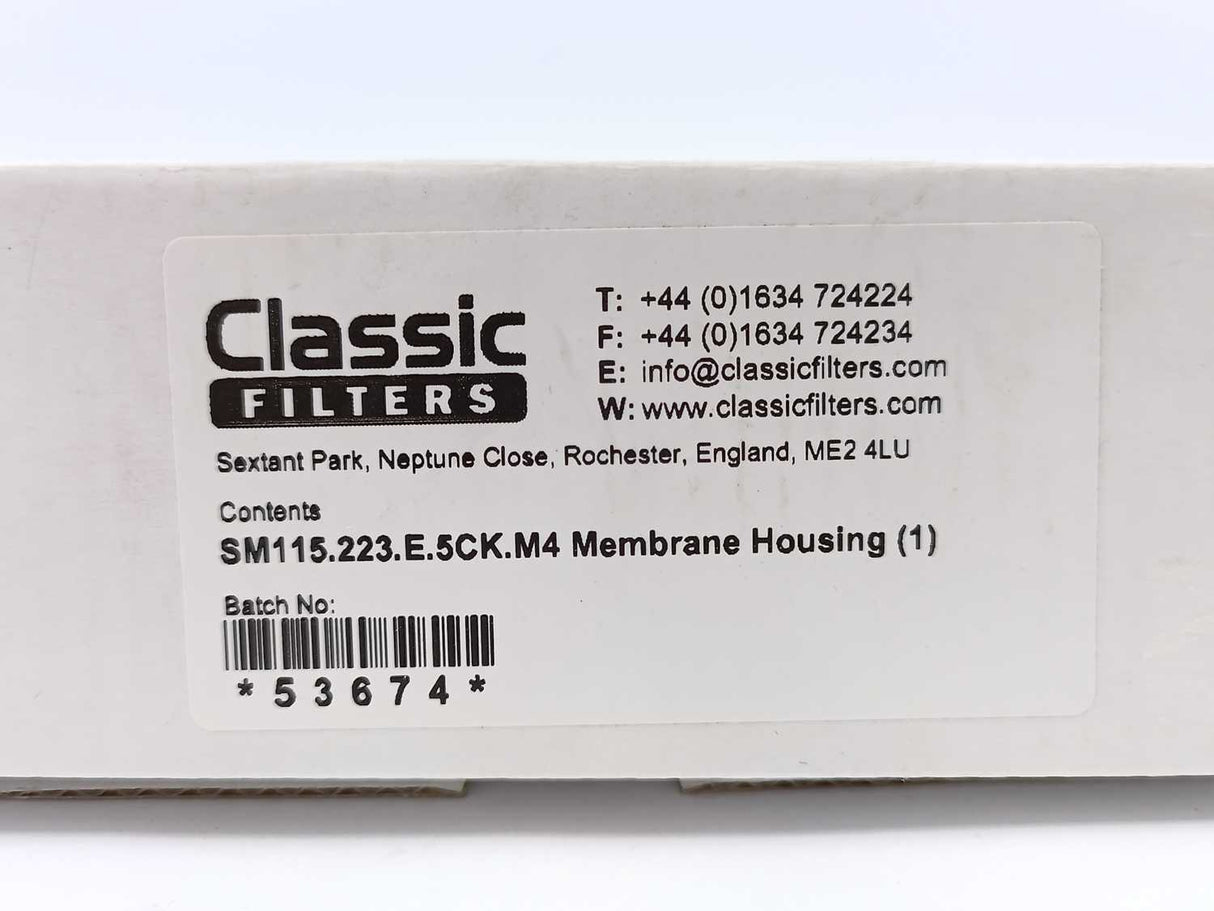 Classic
FILTERS
T: +44 (0)1634 724224
F: +44 (0)1634 724234
E: info@classicfilters.com
W: www.classicfilters.com
Sextant Park, Neptune Close, Rochester, England, ME2 4LU
Contents
SM115.223.E.5CK.M4 Membrane Housing (1)
Batch No:
*53674*